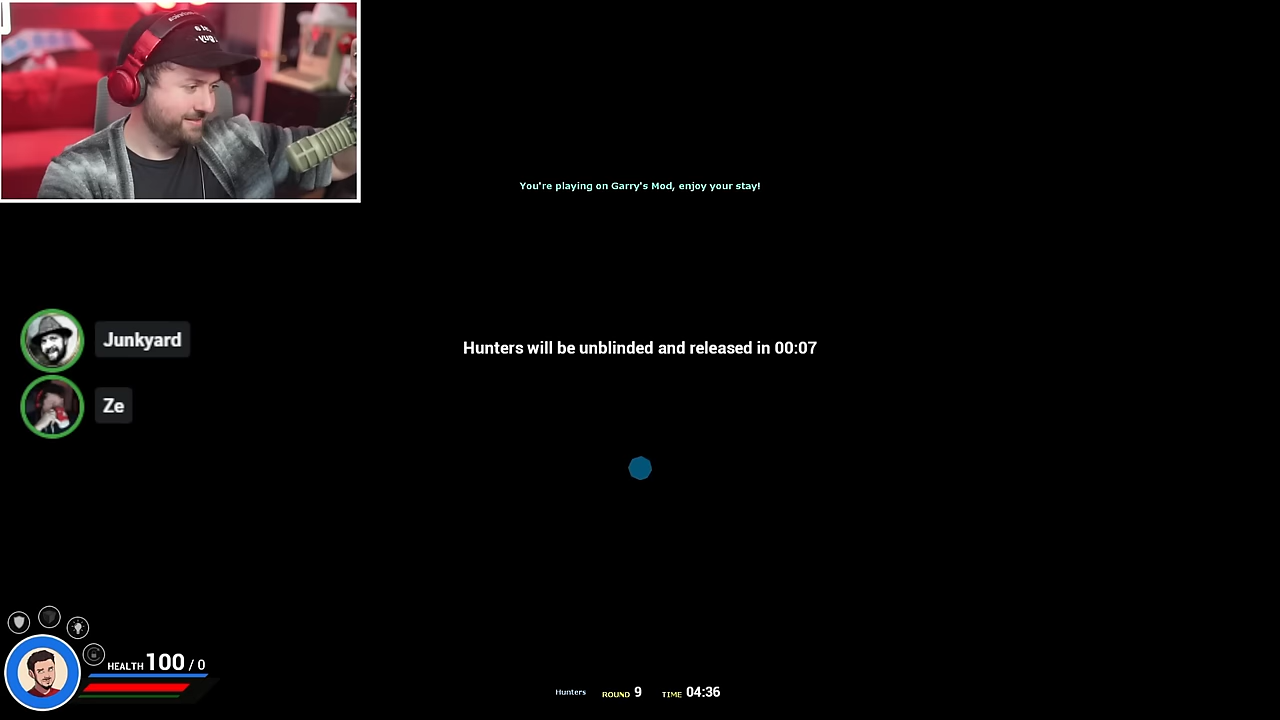 You're playing on Garry's Mod, enjoy your stay!
Hunters will be unblinded and released in 00:07
Junkyard
Ze
HEALTH 100 / 0
Hunters ROUND 9 TIME 04:36